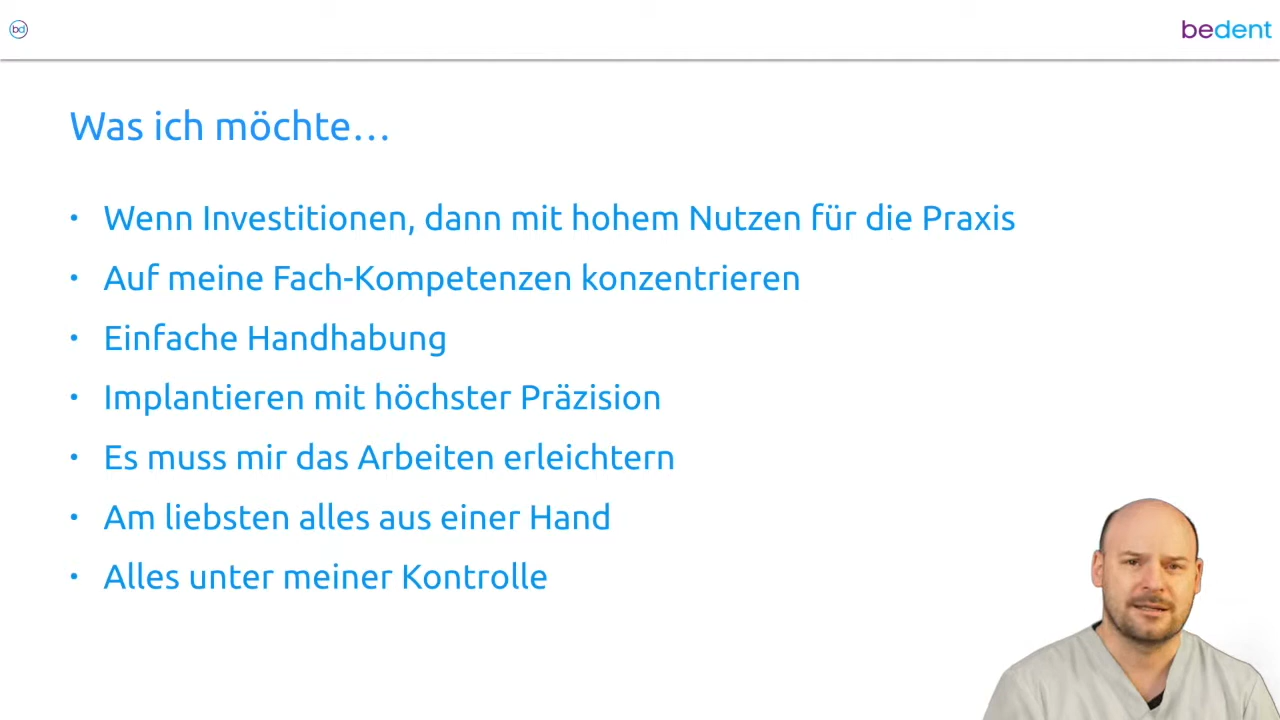 bd
bedent
Was ich möchte…
• Wenn Investitionen, dann mit hohem Nutzen für die Praxis
• Auf meine Fach-Kompetenzen konzentrieren
• Einfache Handhabung
• Implantieren mit höchster Präzision
• Es muss mir das Arbeiten erleichtern
• Am liebsten alles aus einer Hand
• Alles unter meiner Kontrolle